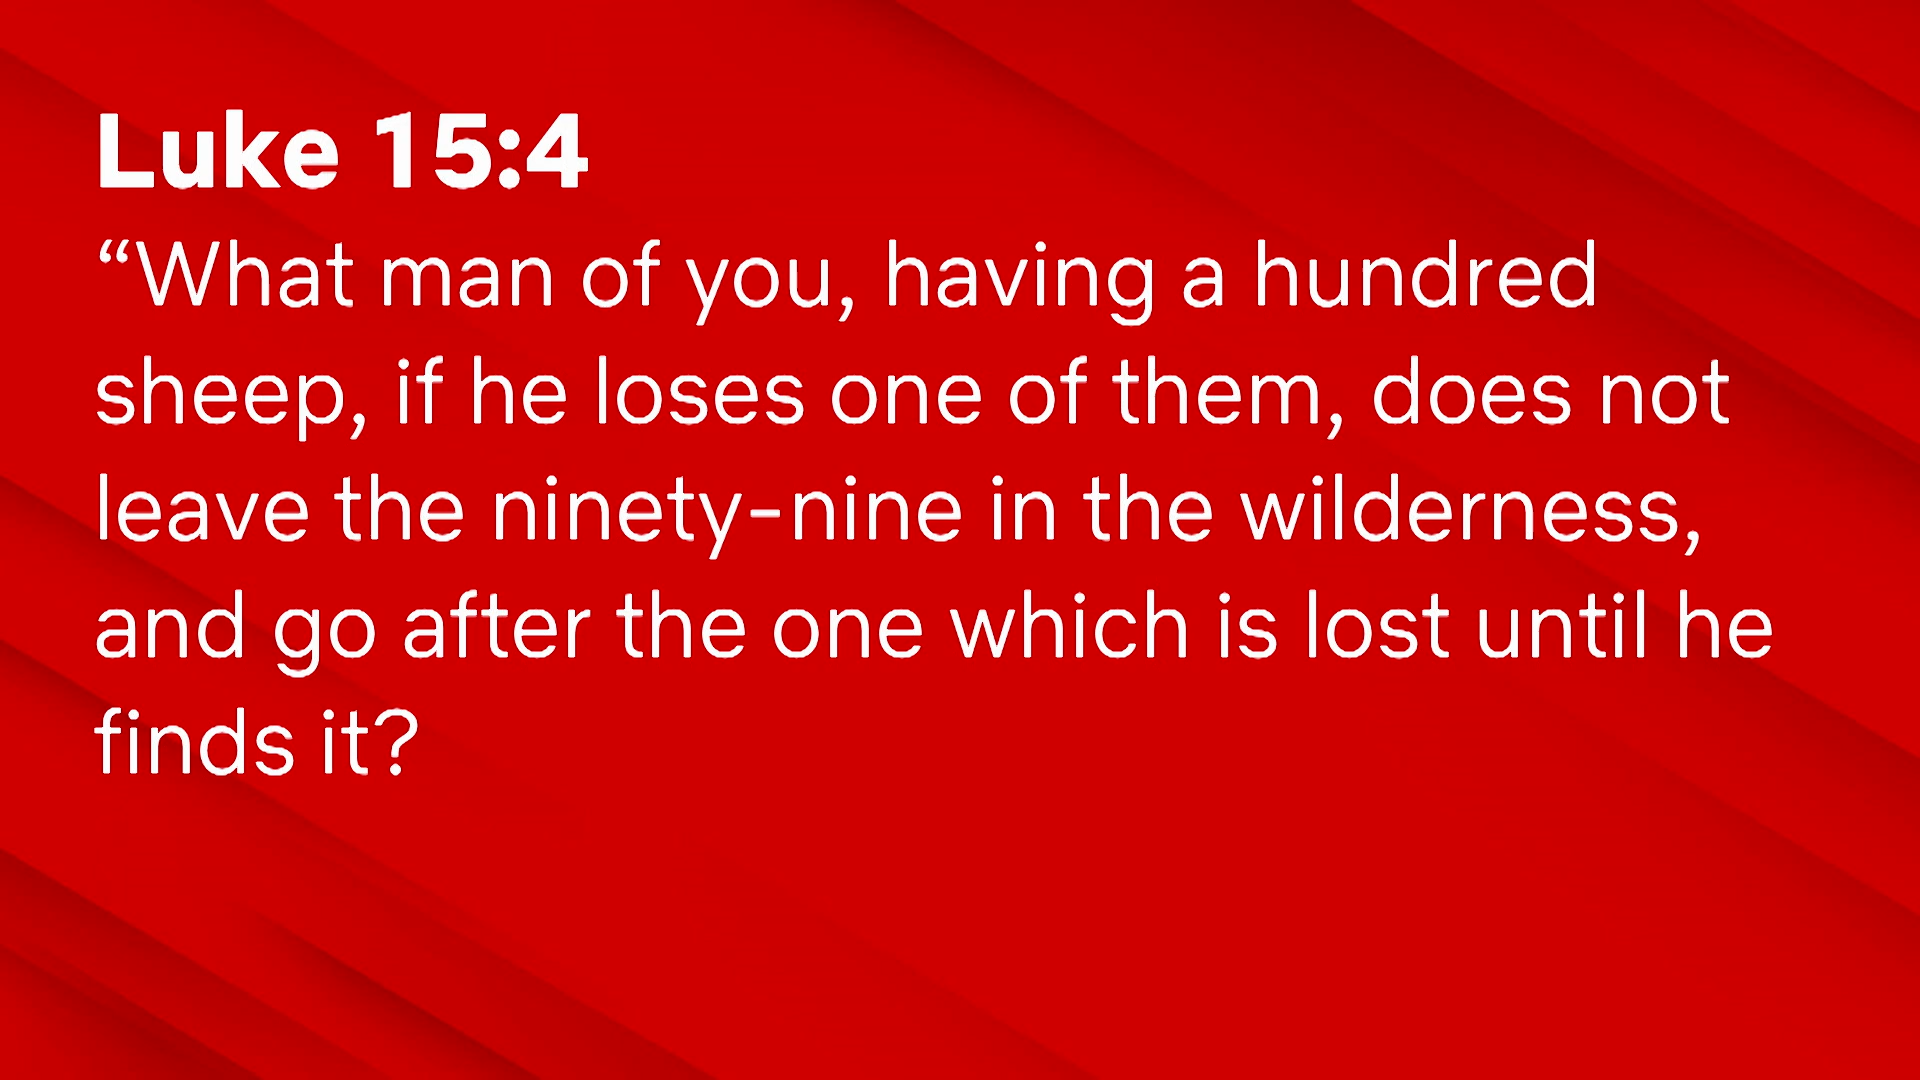 Luke 15:4
“What man of you, having a hundred
sheep, if he loses one of them, does not
leave the ninety-nine in the wilderness,
and go after the one which is lost until he
finds it?